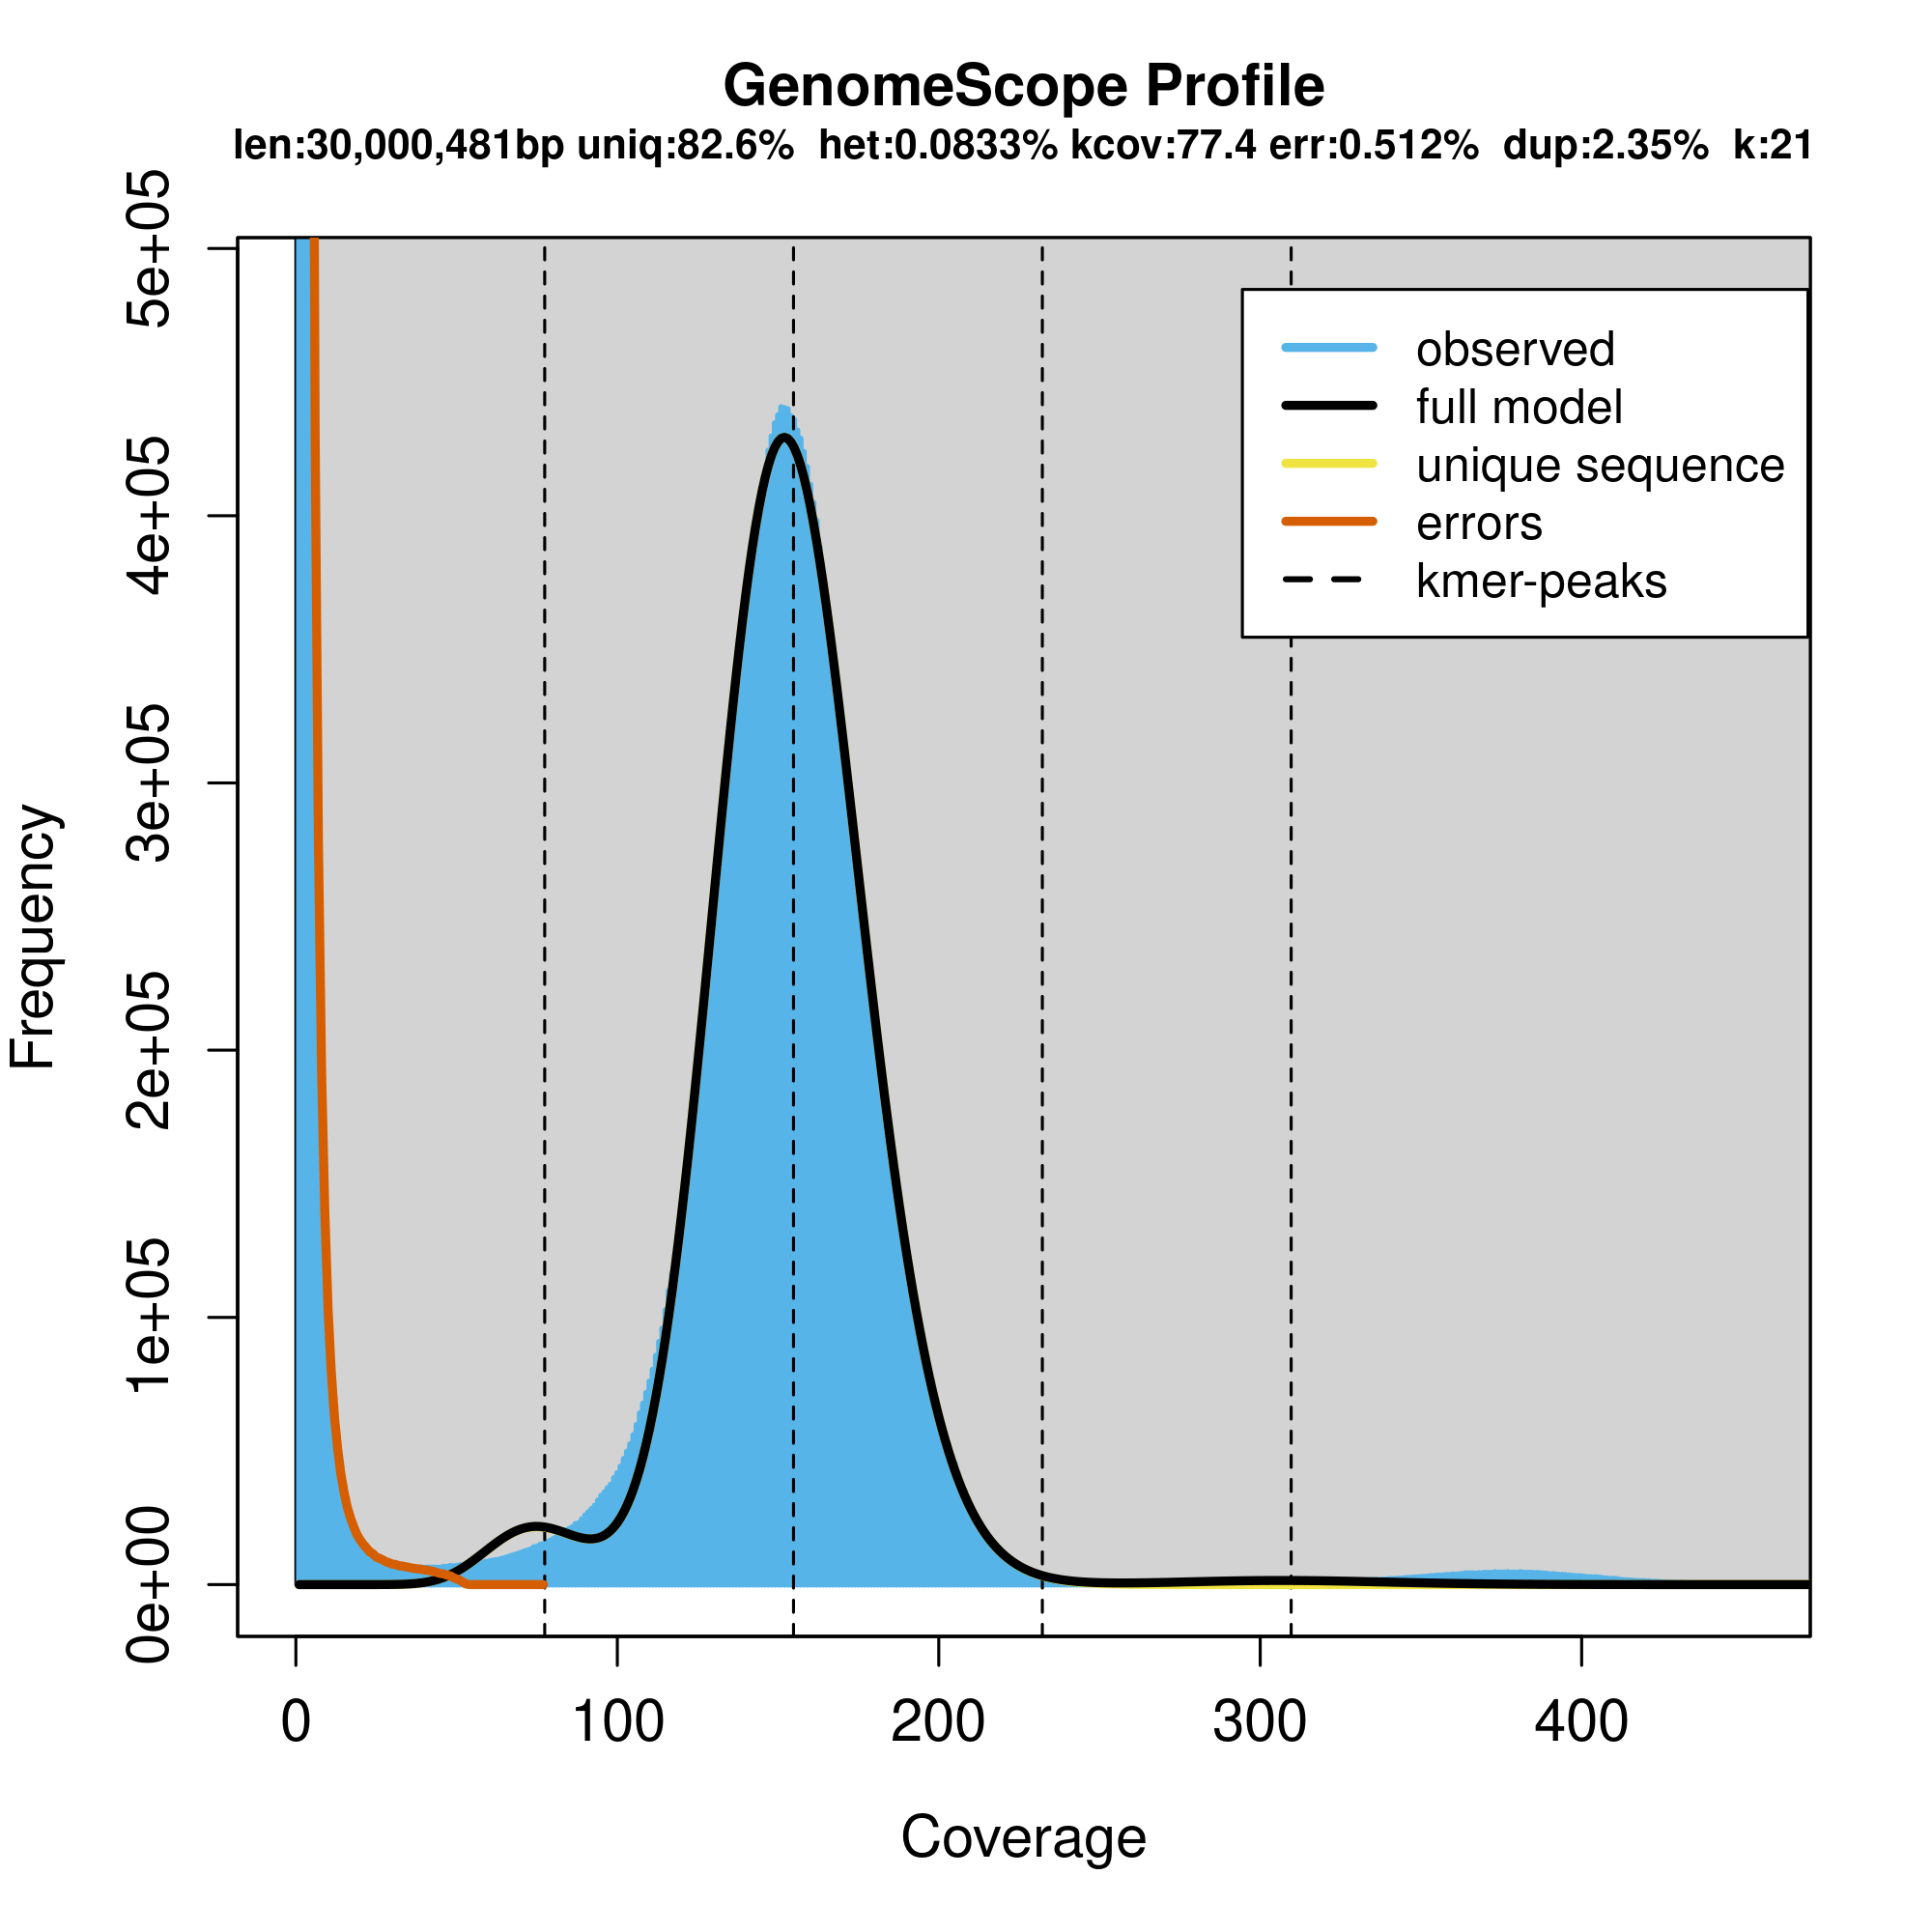 GenomeScope Profile
len:30,000,481bp uniq:82.6%  het:0.0833% kcov:77.4 err:0.512%  dup:2.35%  k:21
5e+05
4e+05
3e+05
2e+05
1e+05
0e+00
Frequency
observed
full model
unique sequence
errors
kmer-peaks
0 100 200 300 400
Coverage